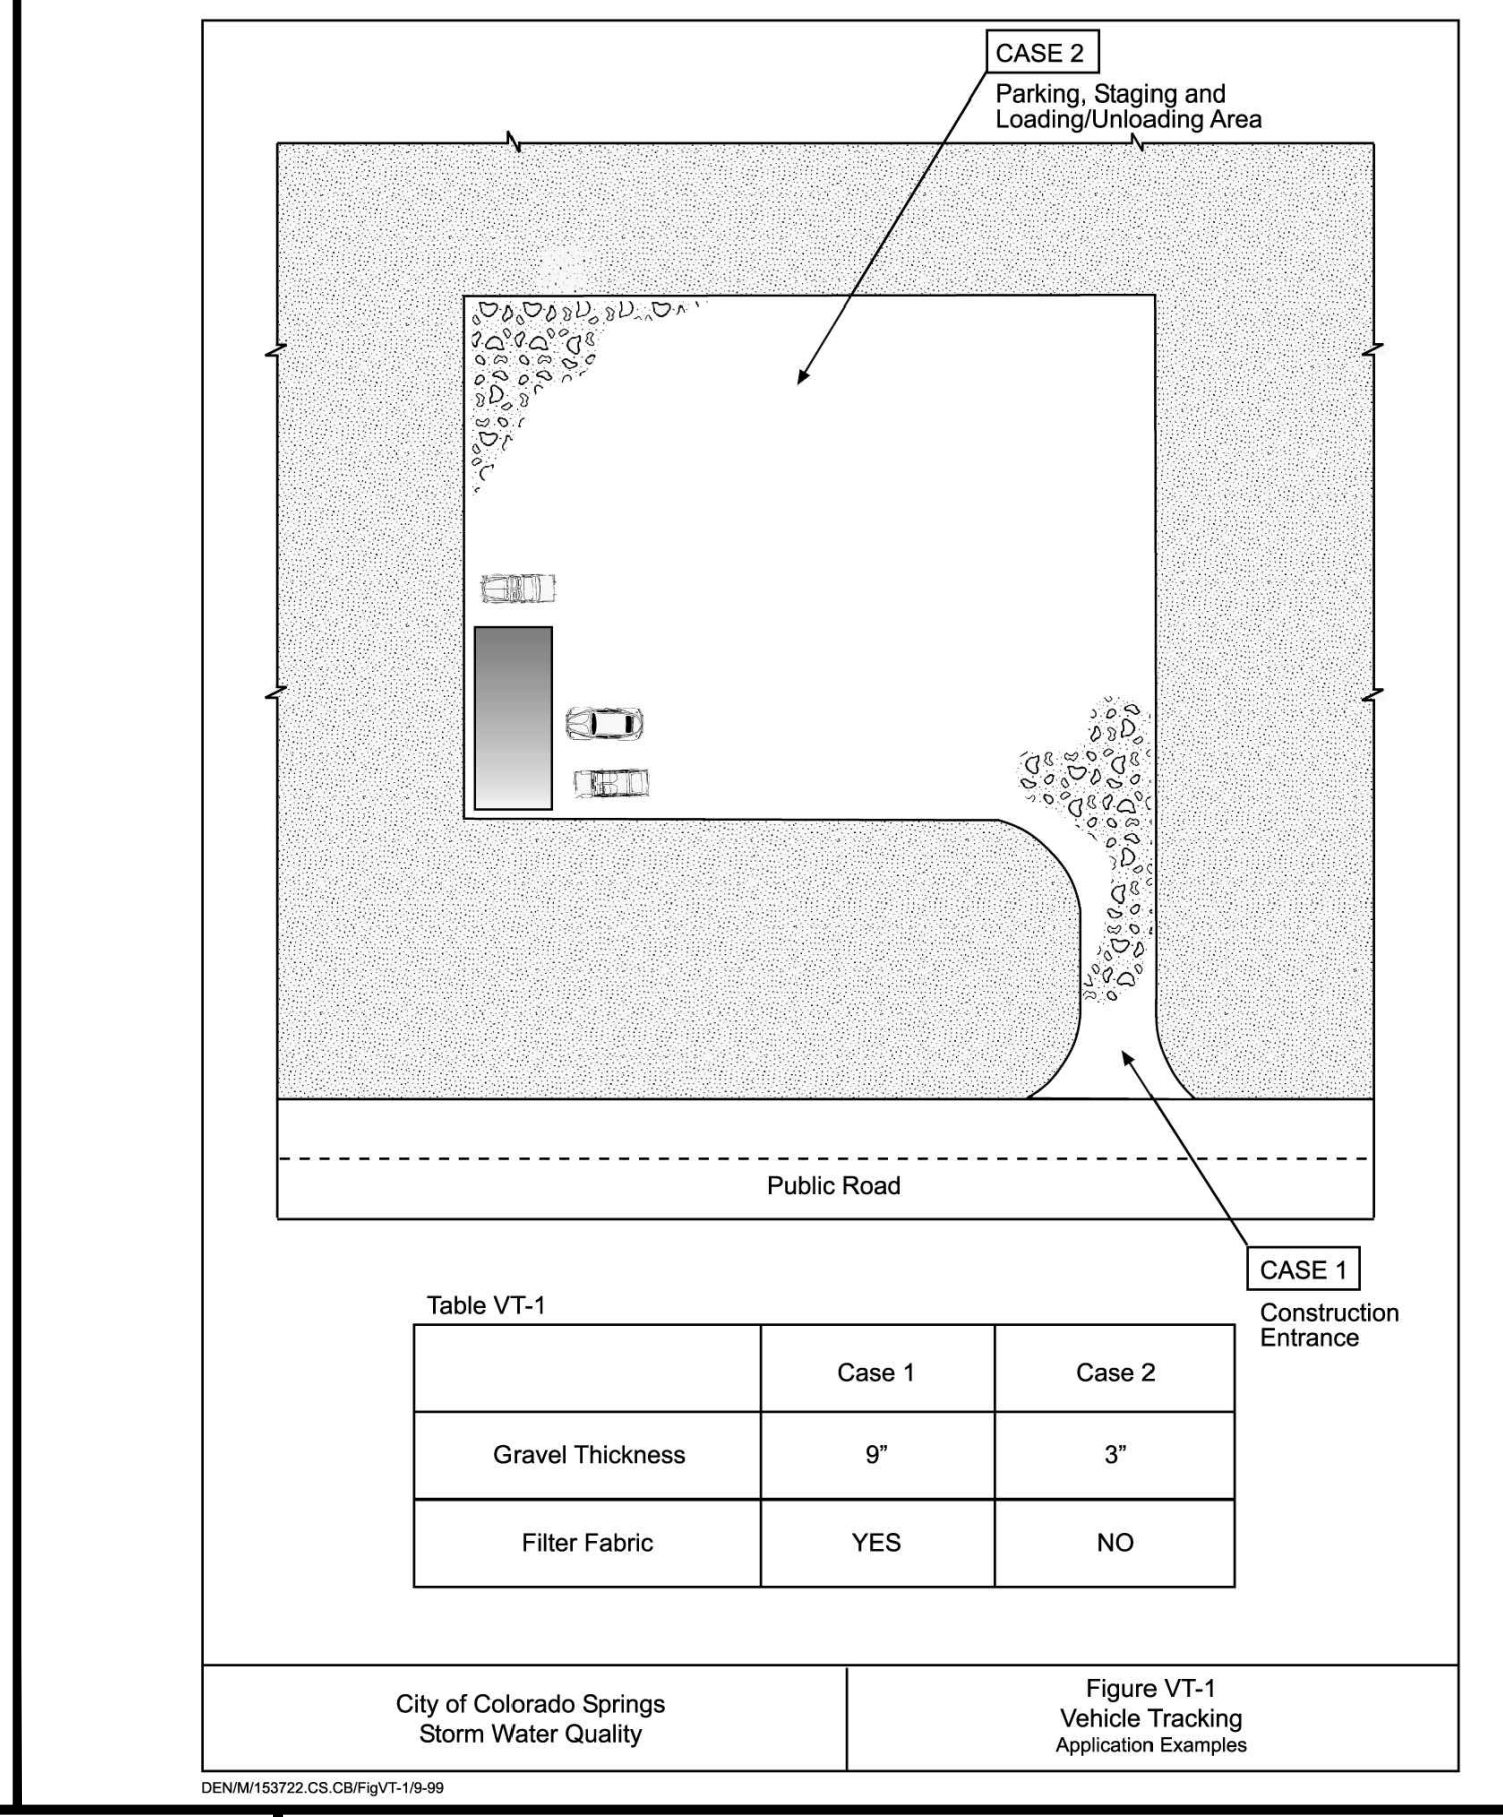 CASE 2
Parking, Staging and
Loading/Unloading Area
Public Road
CASE 1
Construction
Entrance
Table VT-1
Case 1 Case 2
Gravel Thickness 9” 3”
Filter Fabric YES NO
City of Colorado Springs
Storm Water Quality
Figure VT-1
Vehicle Tracking
Application Examples
DEN/M/153722.CS.CB/FigVT-1/9-99